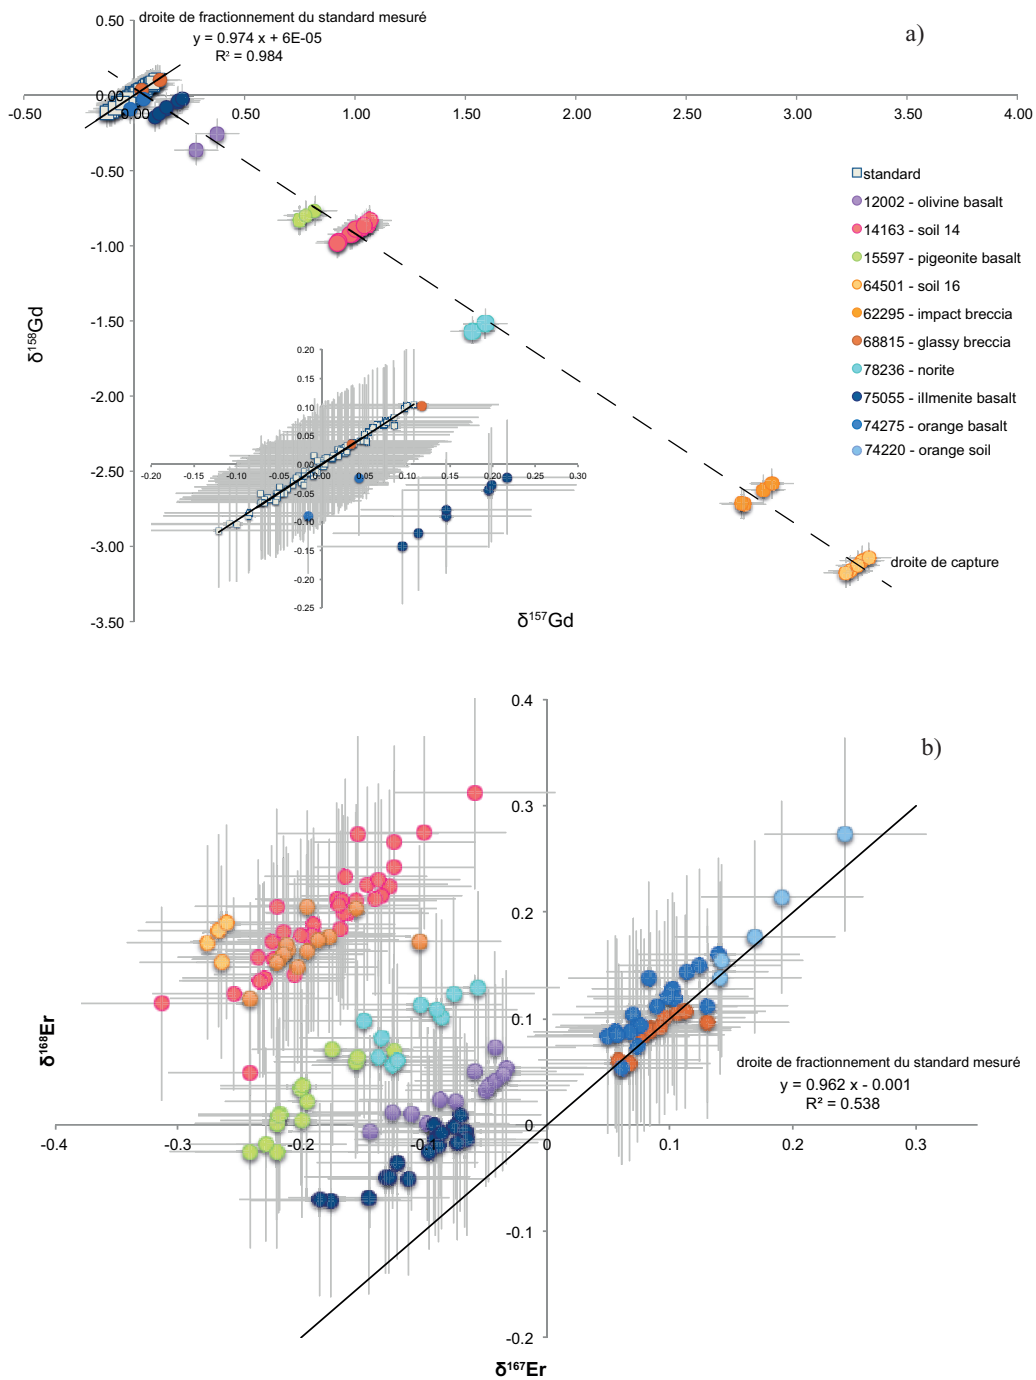 droite de fractionnement du standard mesuré
y = 0.974 x + 6E-05
R² = 0.984
a)
0.50
0.00
-0.50
0.00
0.50
1.00
1.50
2.00
2.50
3.00
3.50
4.00
-0.50
-1.00
-1.50
-2.00
-2.50
-3.00
-3.50
δ¹⁵⁸Gd
standard
12002 - olivine basalt
14163 - soil 14
15597 - pigeonite basalt
64501 - soil 16
62295 - impact breccia
68815 - glassy breccia
78236 - norite
75055 - illmenite basalt
74275 - orange basalt
74220 - orange soil
0.20
0.15
0.10
0.05
0.00
-0.20
-0.15
-0.10
-0.05
0.00
0.05
0.10
0.15
0.20
0.25
0.30
-0.05
-0.10
-0.15
-0.20
-0.25
droite de capture
δ¹⁵⁷Gd
0.4
b)
0.3
0.2
0.1
0
-0.4
-0.3
-0.2
-0.1
0
0.1
0.2
0.3
-0.1
-0.2
δ¹⁶⁸Er
droite de fractionnement du standard mesuré
y = 0.962 x - 0.001
R² = 0.538
δ¹⁶⁷Er